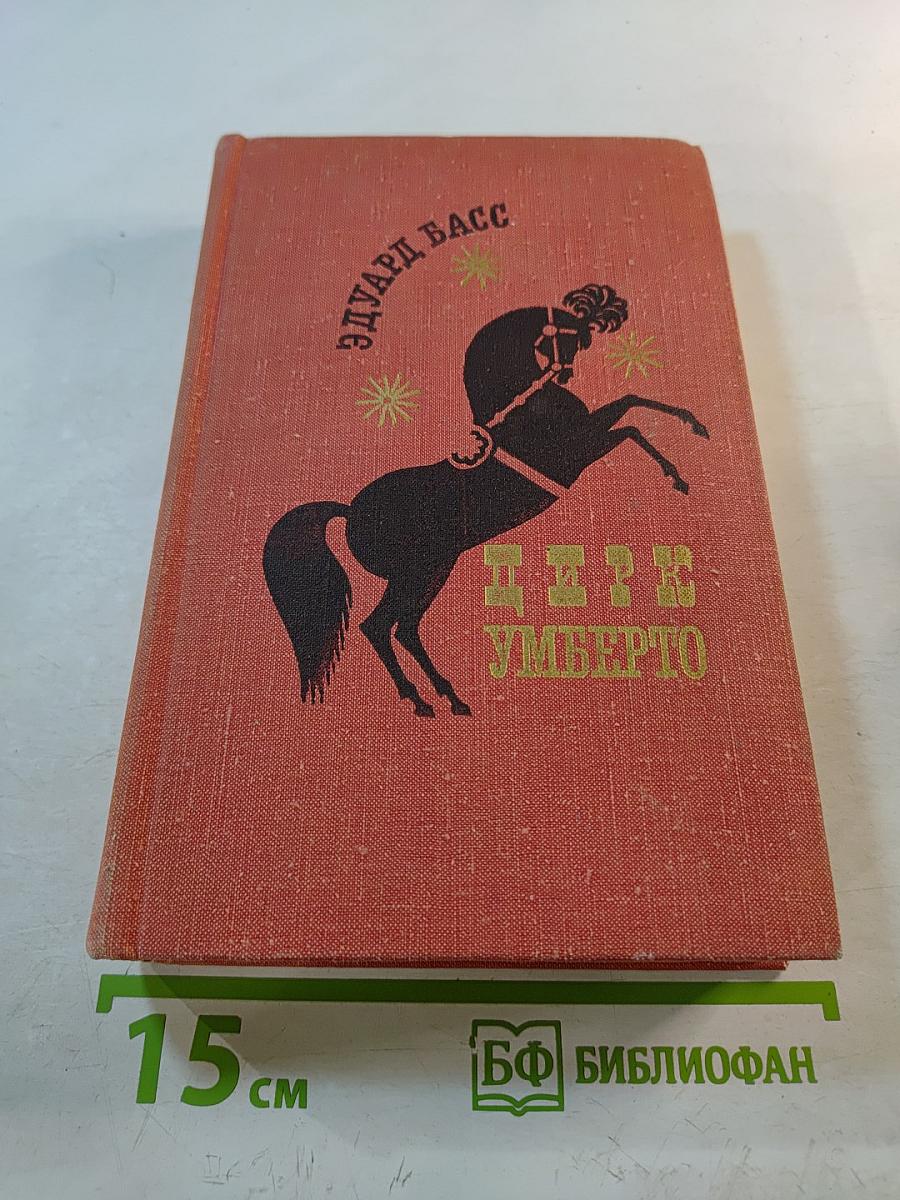 ЭДУАРД БАСС
ЦИРК
УМБЕРТО
15 см
БФ БИБЛИОФАН